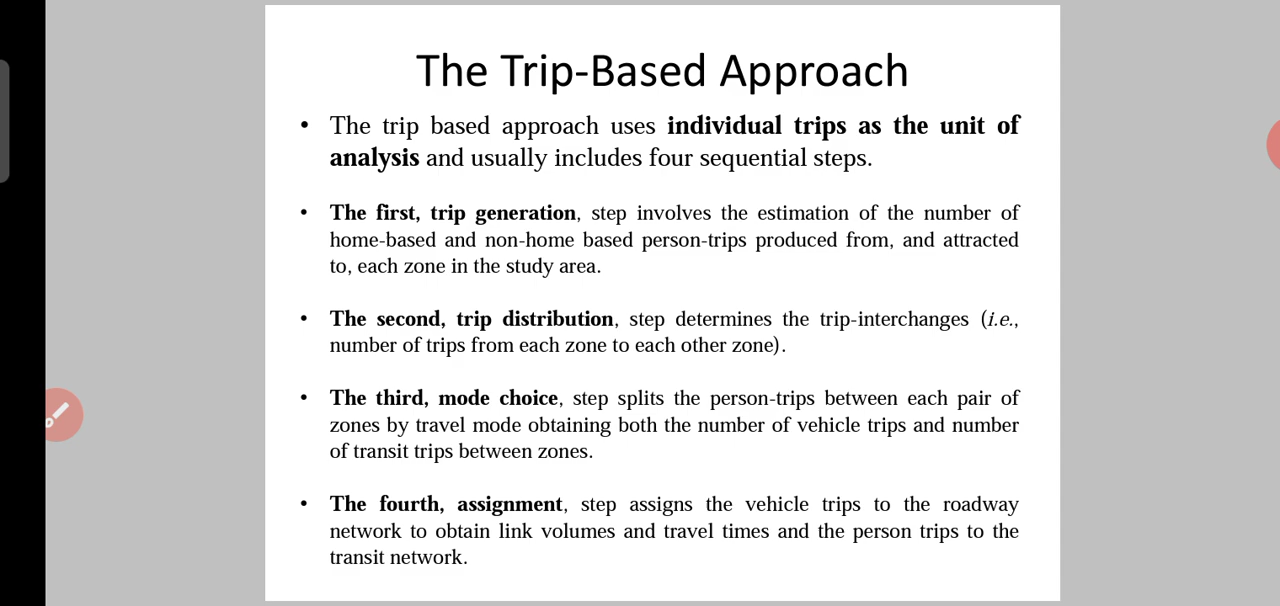 The Trip-Based Approach
• The trip based approach uses individual trips as the unit of
analysis and usually includes four sequential steps.
• The first, trip generation, step involves the estimation of the number of
home-based and non-home based person-trips produced from, and attracted
to, each zone in the study area.
• The second, trip distribution, step determines the trip-interchanges (i.e.,
number of trips from each zone to each other zone).
• The third, mode choice, step splits the person-trips between each pair of
zones by travel mode obtaining both the number of vehicle trips and number
of transit trips between zones.
• The fourth, assignment, step assigns the vehicle trips to the roadway
network to obtain link volumes and travel times and the person trips to the
transit network.